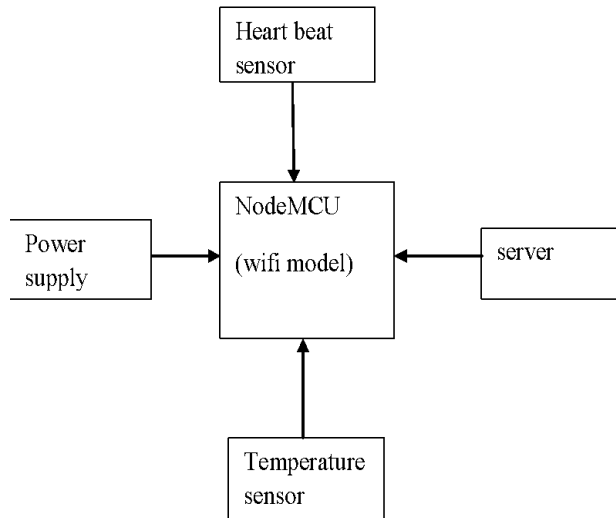 Heart beat
sensor
NodeMCU
(wifi model)
Power
supply
server
Temperature
sensor